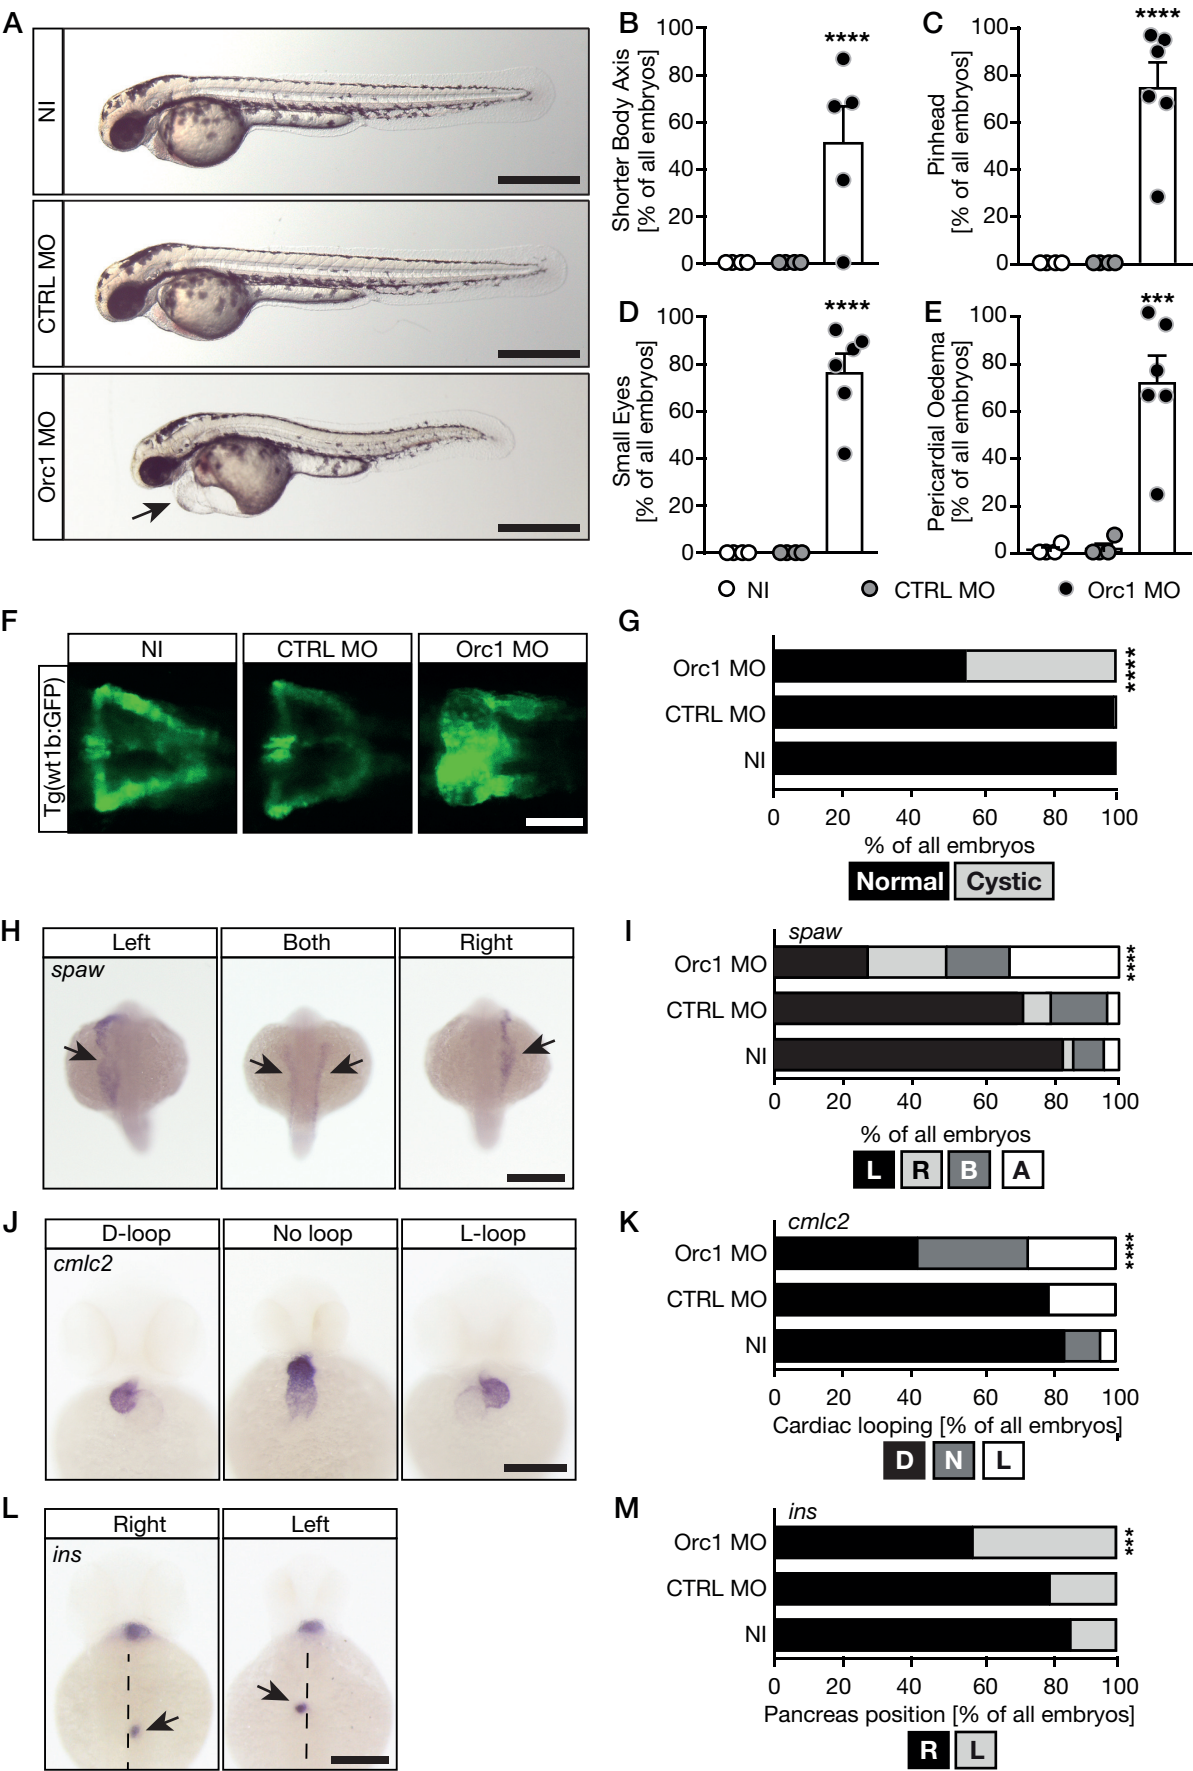 A
NI
CTRL MO
Orc1 MO
B
Shorter Body Axis
[% of all embryos]
100
80
60
40
20
0
****
C
Pinhead
[% of all embryos]
100
80
60
40
20
0
****
D
Small Eyes
[% of all embryos]
100
80
60
40
20
0
****
E
Pericardial Oedema
[% of all embryos]
100
80
60
40
20
0
***
NI CTRL MO Orc1 MO
F
NI CTRL MO Orc1 MO
Tg(wt1b:GFP)
G
Orc1 MO
****
CTRL MO
NI
0 20 40 60 80 100
% of all embryos
Normal Cystic
H
Left Both Right
spaw
I
spaw
Orc1 MO
****
CTRL MO
NI
0 20 40 60 80 100
% of all embryos
L R B A
J
D-loop No loop L-loop
cmlc2
K
cmlc2
Orc1 MO
****
CTRL MO
NI
0 20 40 60 80 100
Cardiac looping [% of all embryos]
D N L
L
Right Left
ins
M
ins
Orc1 MO
***
CTRL MO
NI
0 20 40 60 80 100
Pancreas position [% of all embryos]
R L